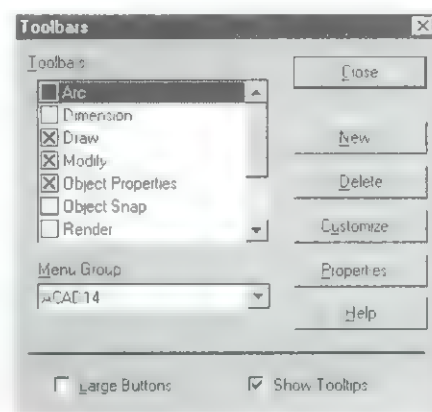 Toolbars
Toolbars
Arc
Dimension
Draw
Modify
Object Properties
Object Snap
Render
Menu Group
ACAD14
Large Buttons
Show Tooltips
Close
New
Delete
Customize
Properties
Help